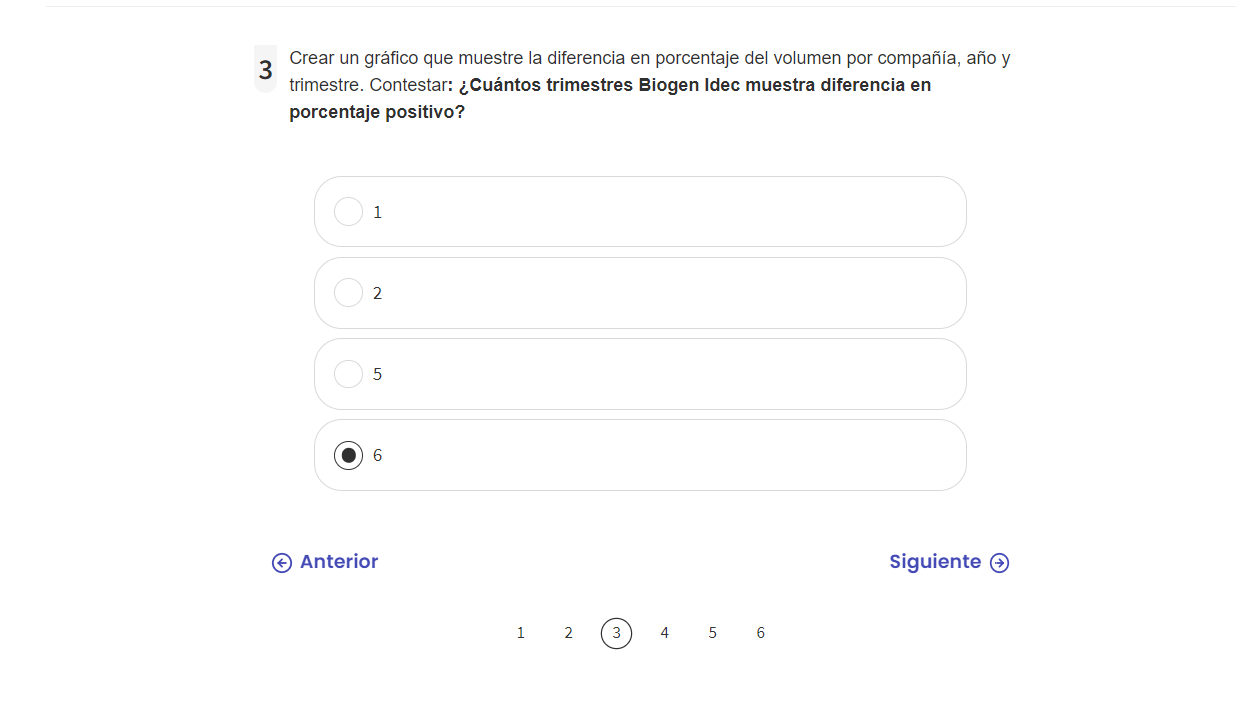 3
Crear un gráfico que muestre la diferencia en porcentaje del volumen por compañía, año y
trimestre. Contestar: ¿Cuántos trimestres Biogen Idec muestra diferencia en
porcentaje positivo?
1
2
5
6
Anterior
Siguiente
1 2 3 4 5 6